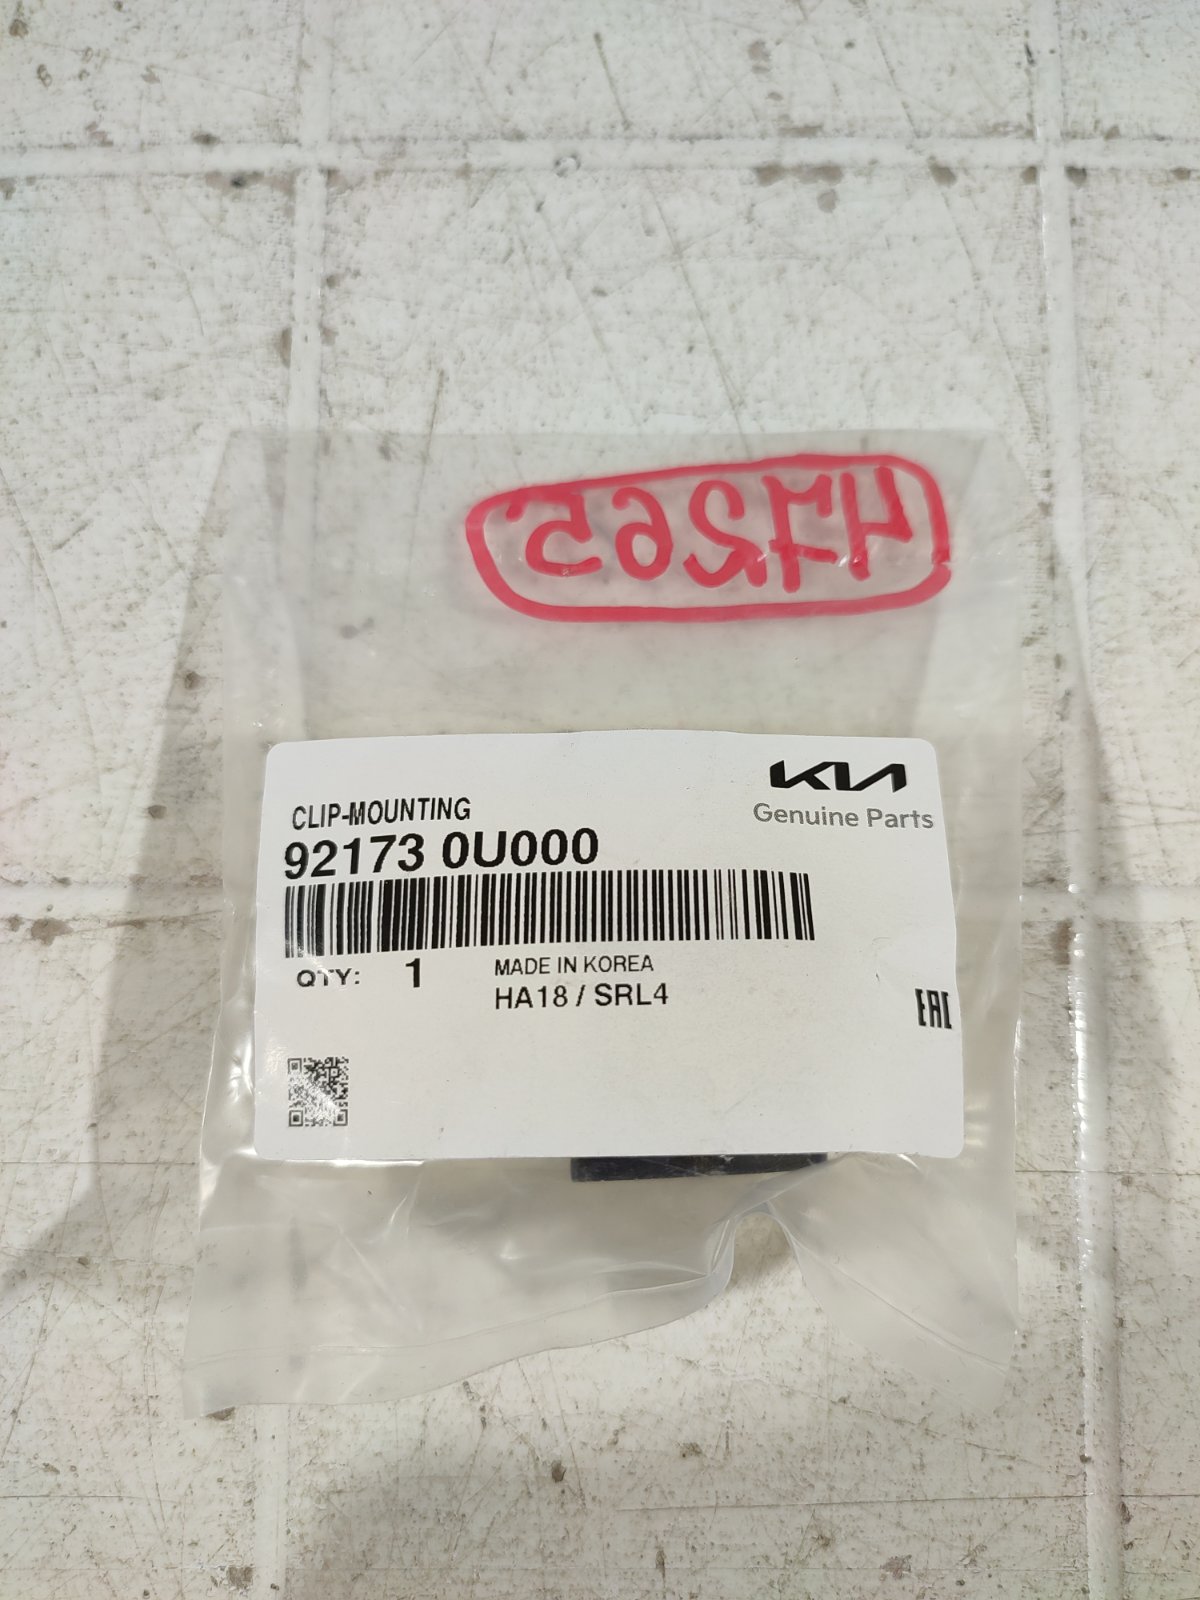 47265
KIA
Genuine Parts
CLIP-MOUNTING
92173 0U000
QTY: 1
MADE IN KOREA
HA18 / SRL4
EAC